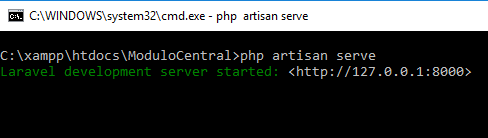 C:\WINDOWS\system32\cmd.exe - php  artisan serve
C:\xampp\htdocs\ModuloCentral>php artisan serve
Laravel development server started: <http://127.0.0.1:8000>